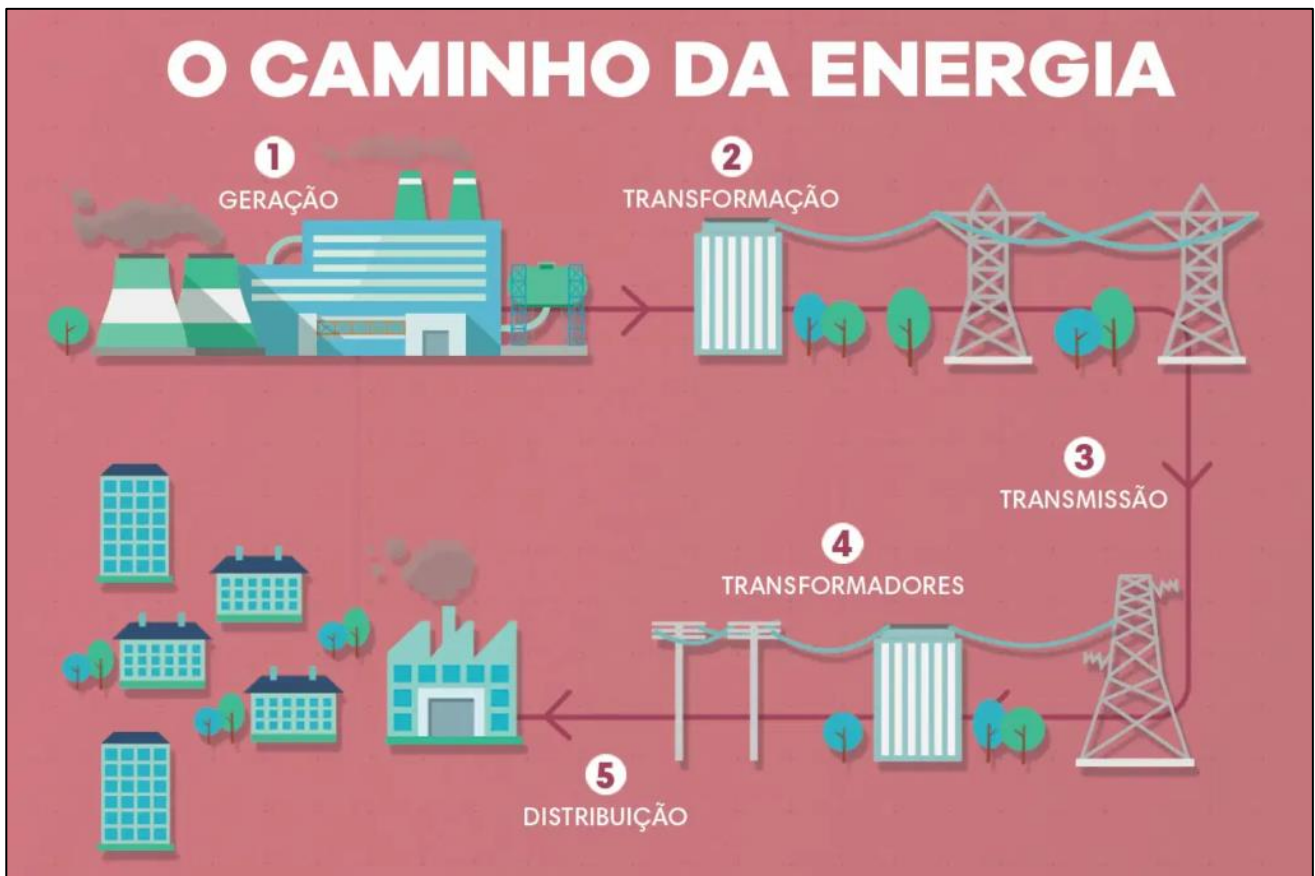 O CAMINHO DA ENERGIA
1
GERAÇÃO
2
TRANSFORMAÇÃO
3
TRANSMISSÃO
4
TRANSFORMADORES
5
DISTRIBUIÇÃO